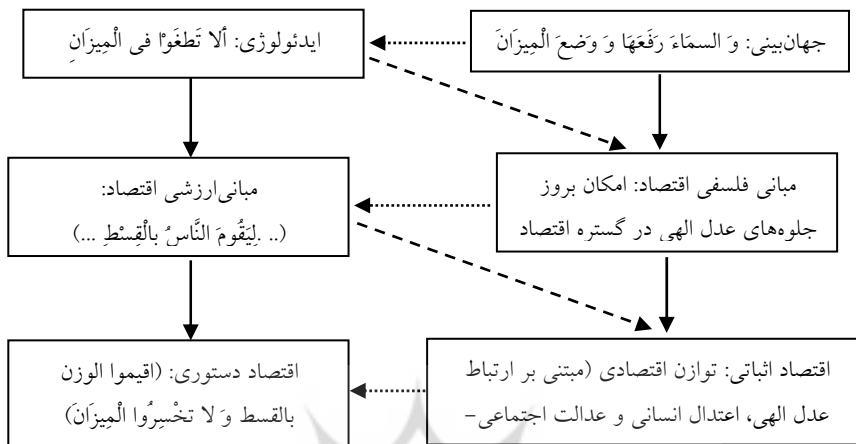 جهان‌بینی: وَ السمَاءَ رَفَعَهَا وَ وَضعَ الْمِیزَانَ
ایدئولوژی: ألا تَطغَوْا فی الْمِیزَانِ
مبانی فلسفی اقتصاد: امکان بروز
جلوه‌های عدل الهی در گستره اقتصاد
مبانی‌ارزشی اقتصاد:
(.. .لِیَقُومَ النَّاسُ بالْقِسْطِ ...)
اقتصاد اثباتی: توازن اقتصادی (مبتنی بر ارتباط
عدل الهی، اعتدال انسانی و عدالت اجتماعی-
اقتصاد دستوری: (اقیموا الوزن
بالقسط وَ لا تخْسِرُوا الْمِیزَانَ)